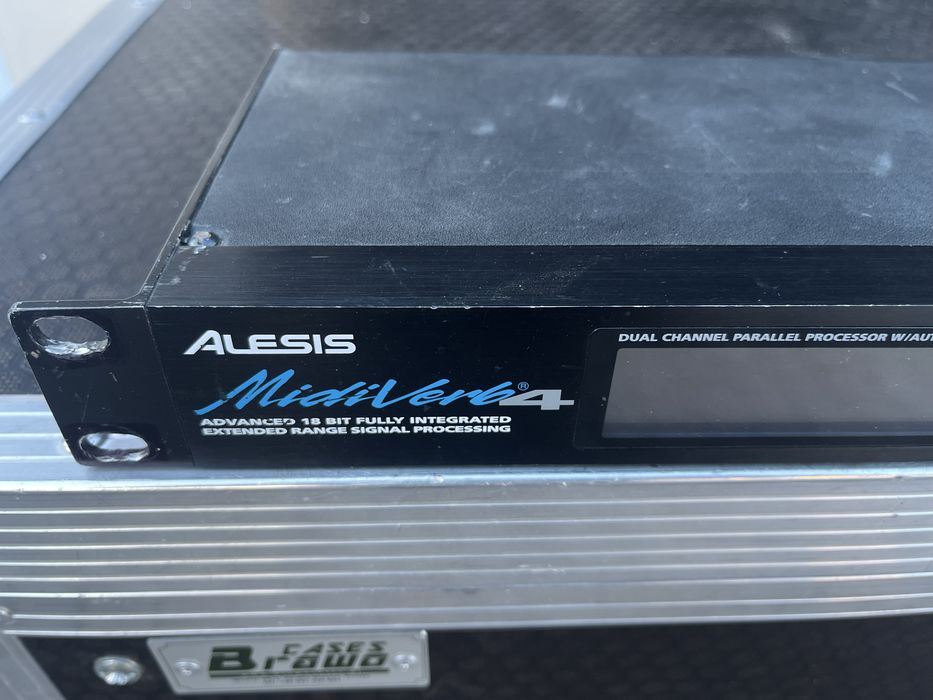 ALESIS
DUAL CHANNEL PARALLEL PROCESSOR W/AUT
MidiVerb® 4
ADVANCED 18 BIT FULLY INTEGRATED
EXTENDED RANGE SIGNAL PROCESSING
CASES
Brawo